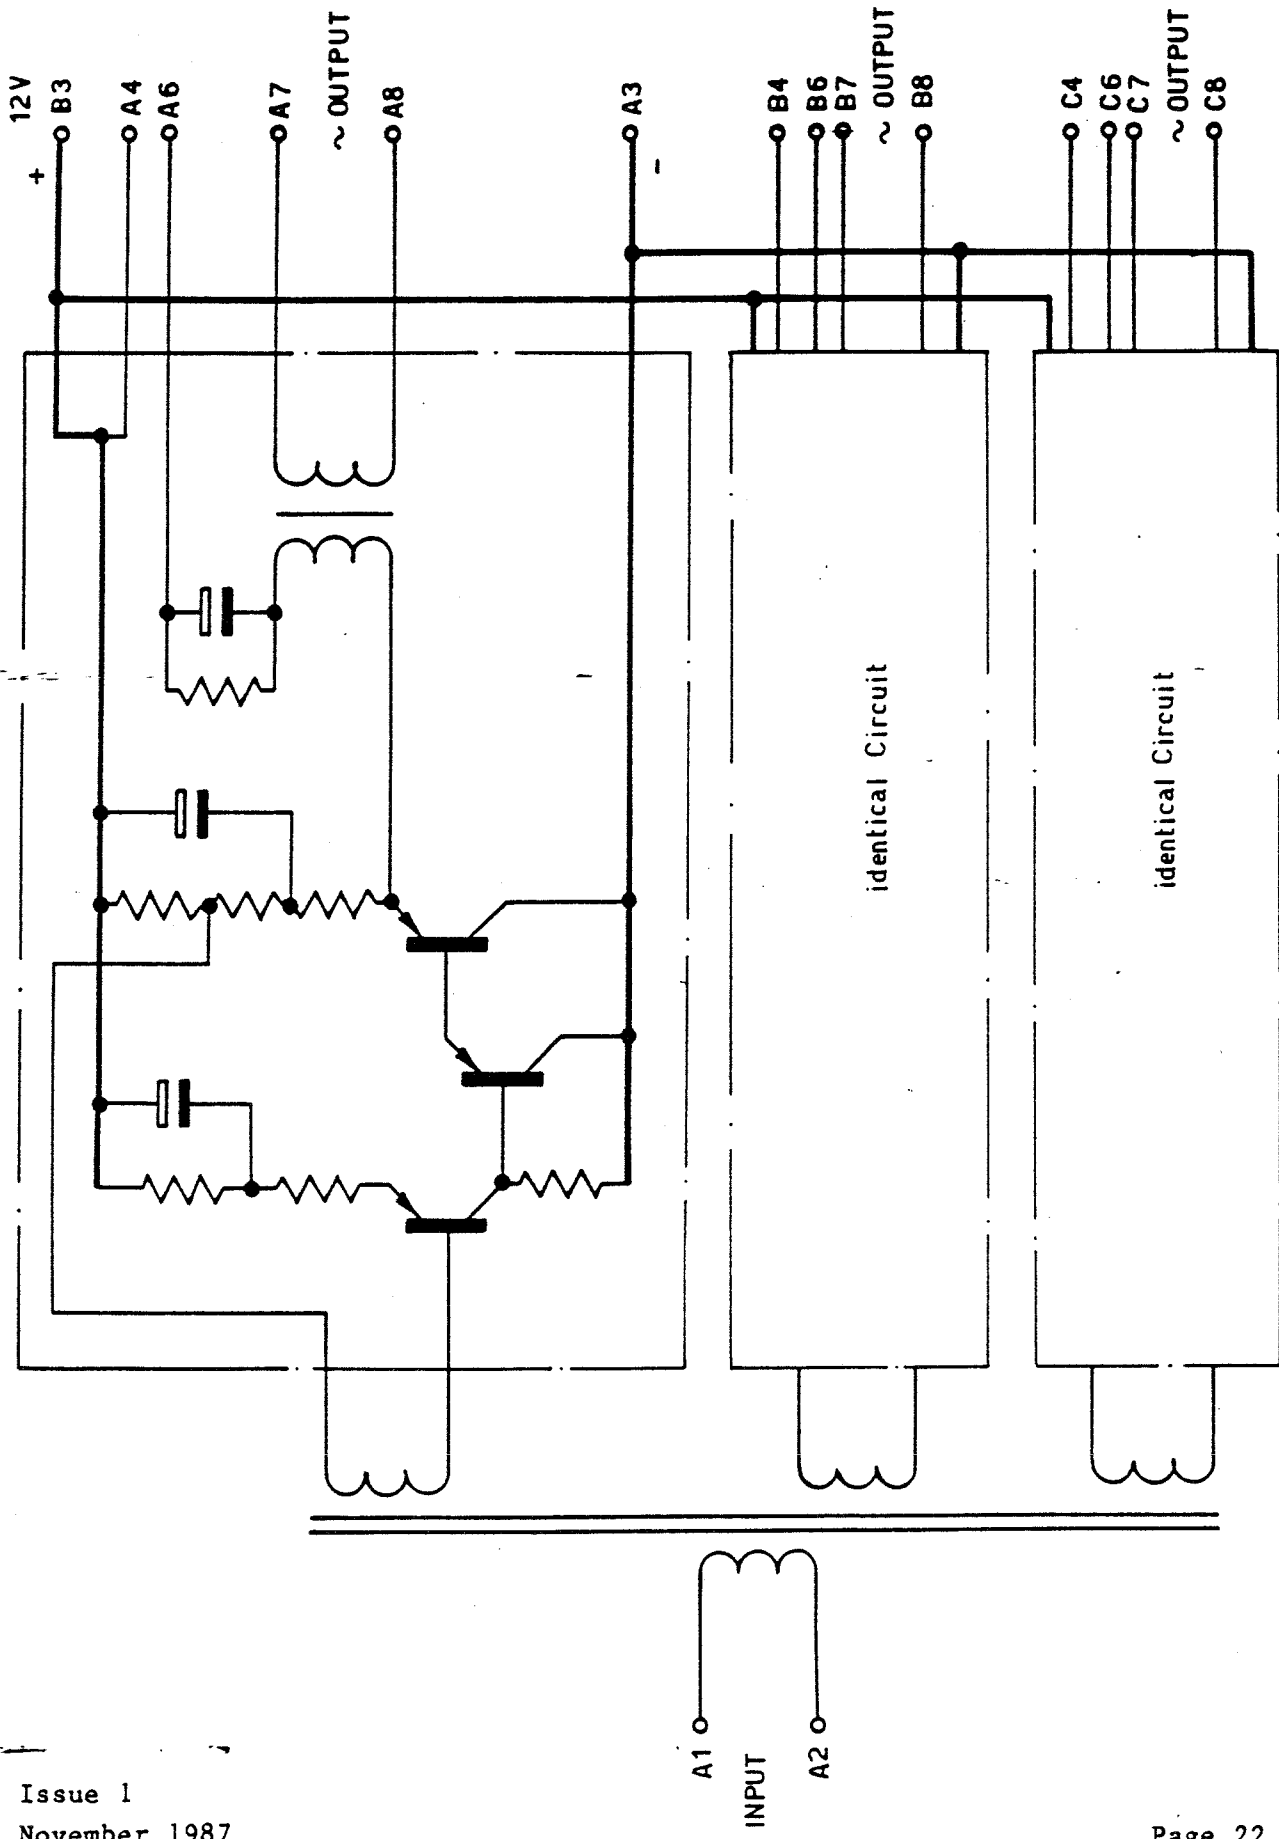 12V
+
B3
A4
A6
A7
~ OUTPUT
A8
A3
-
B4
B6
B7
~ OUTPUT
B8
C4
C6
C7
~ OUTPUT
C8
identical Circuit
identical Circuit
A1
INPUT
A2
Issue 1
November 1987
Page 22